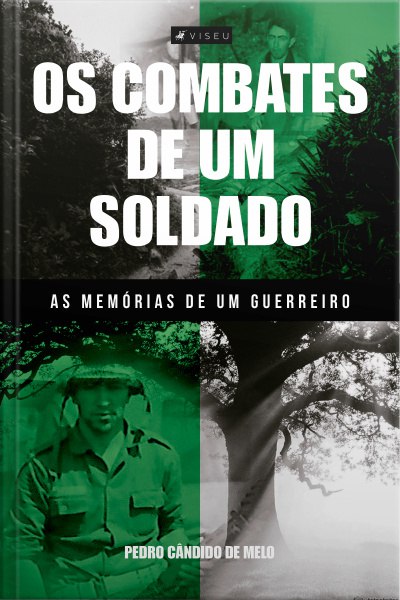 VISEU
OS COMBATES
DE UM
SOLDADO
AS MEMÓRIAS DE UM GUERREIRO
PEDRO CÂNDIDO DE MELO